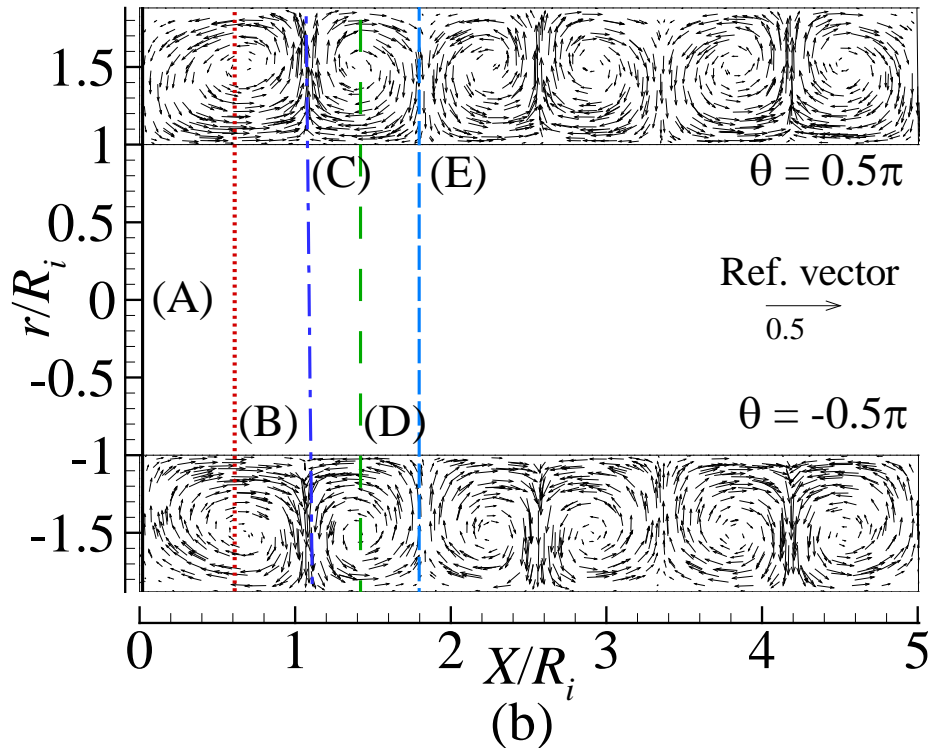 1.5
1
(C)
(E)
θ = 0.5π
0.5
r/R_i
0
(A)
Ref. vector
0.5
-0.5
(B)
(D)
θ = -0.5π
-1
-1.5
0
1
2
3
4
5
X/R_i
(b)